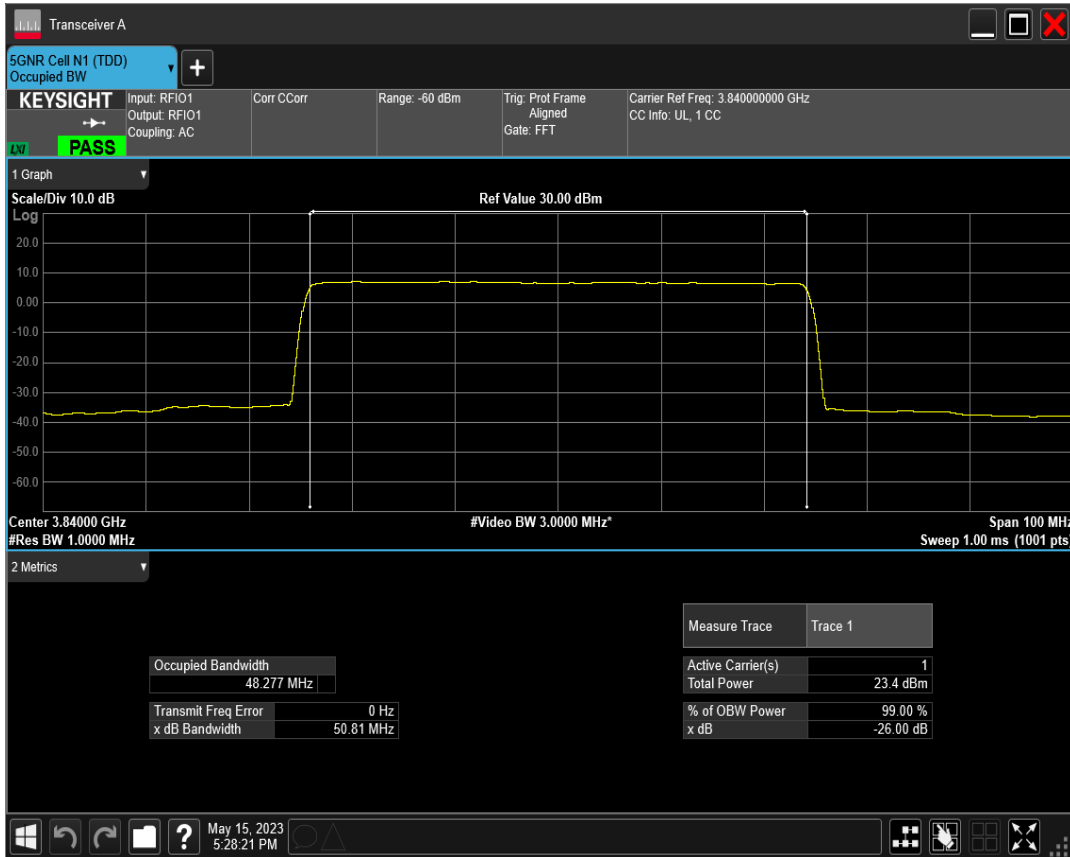 Transceiver A
5GNR Cell N1 (TDD)
Occupied BW
KEYSIGHT
LXI
PASS
Input: RFIO1
Output: RFIO1
Coupling: AC
Corr CCorr
Range: -60 dBm
Trig: Prot Frame
Aligned
Gate: FFT
Carrier Ref Freq: 3.840000000 GHz
CC Info: UL, 1 CC
1 Graph
Scale/Div 10.0 dB
Ref Value 30.00 dBm
Log
20.0
10.0
0.00
-10.0
-20.0
-30.0
-40.0
-50.0
-60.0
Center 3.84000 GHz
#Video BW 3.0000 MHz*
Span 100 MHz
#Res BW 1.0000 MHz
Sweep 1.00 ms (1001 pts)
2 Metrics
Measure Trace Trace 1
Occupied Bandwidth
48.277 MHz
Active Carrier(s) 1
Total Power 23.4 dBm
Transmit Freq Error 0 Hz
x dB Bandwidth 50.81 MHz
% of OBW Power 99.00 %
x dB -26.00 dB
?
May 15, 2023
5:28:21 PM